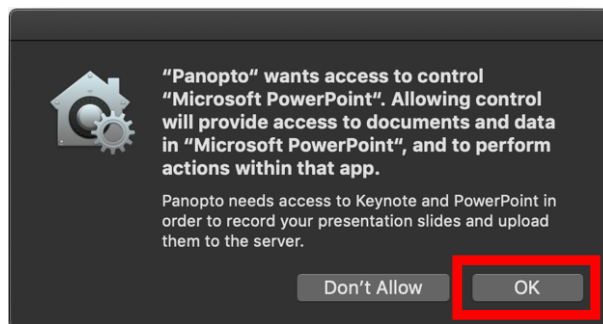 “Panopto“ wants access to control
“Microsoft PowerPoint“. Allowing control
will provide access to documents and data
in “Microsoft PowerPoint“, and to perform
actions within that app.
Panopto needs access to Keynote and PowerPoint in
order to record your presentation slides and upload
them to the server.
Don’t Allow OK